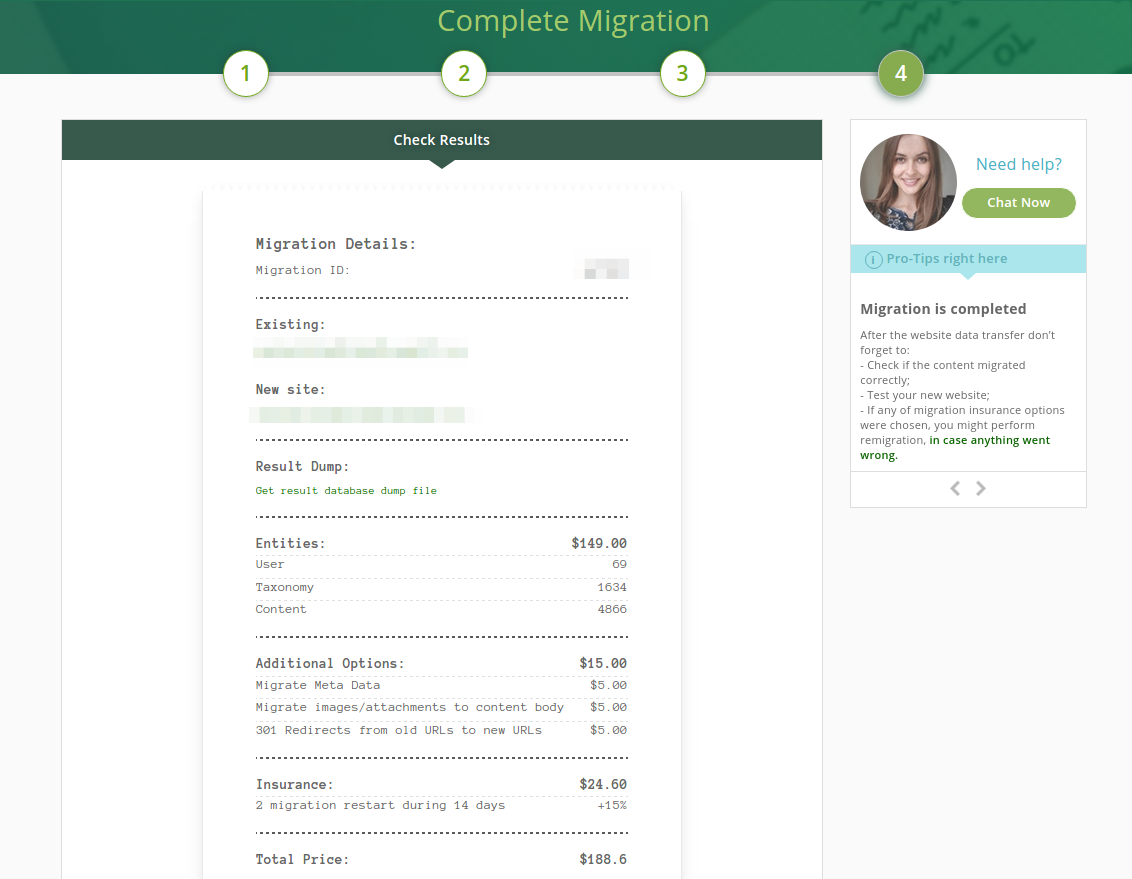 Complete Migration
1 2 3 4
Check Results
Migration Details:
Migration ID:
Existing:
New site:
Result Dump:
Get result database dump file
Entities: $149.00
User 69
Taxonomy 1634
Content 4866
Additional Options: $15.00
Migrate Meta Data $5.00
Migrate images/attachments to content body $5.00
301 Redirects from old URLs to new URLs $5.00
Insurance: $24.60
2 migration restart during 14 days +15%
Total Price: $188.6
Need help?
Chat Now
i Pro-Tips right here
Migration is completed
After the website data transfer don't
forget to:
- Check if the content migrated
correctly;
- Test your new website;
- If any of migration insurance options
were chosen, you might perform
remigration, in case anything went
wrong.